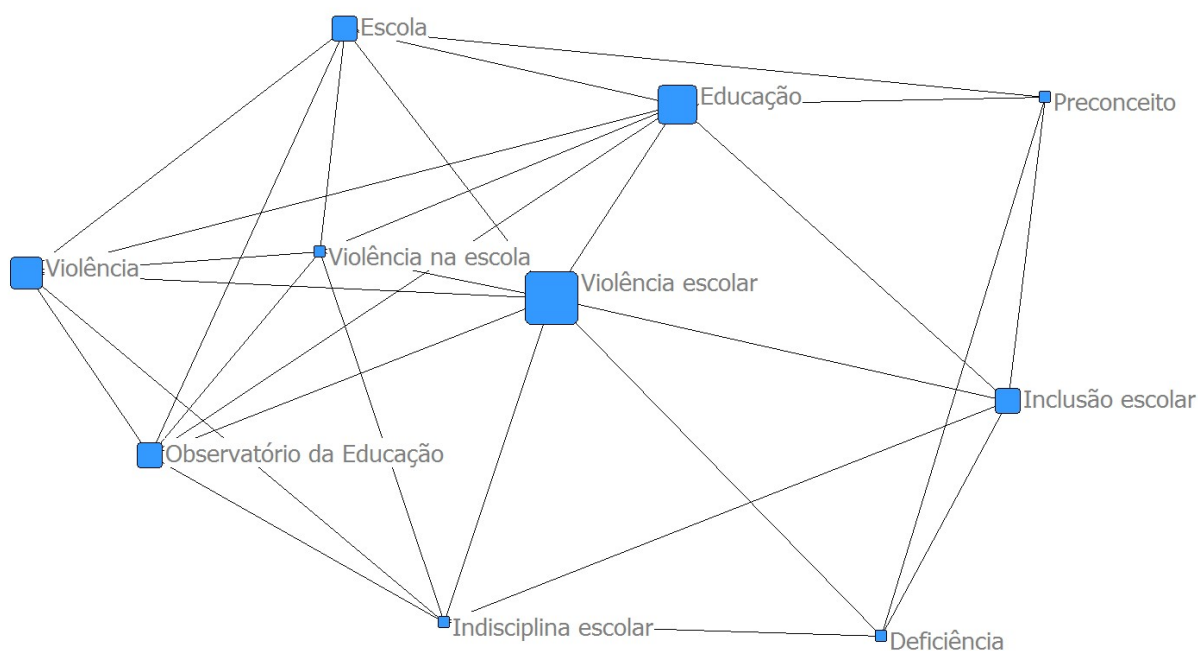 Escola
Educação
Preconceito
Violência na escola
Violência
Violência escolar
Inclusão escolar
Observatório da Educação
Indisciplina escolar
Deficiência